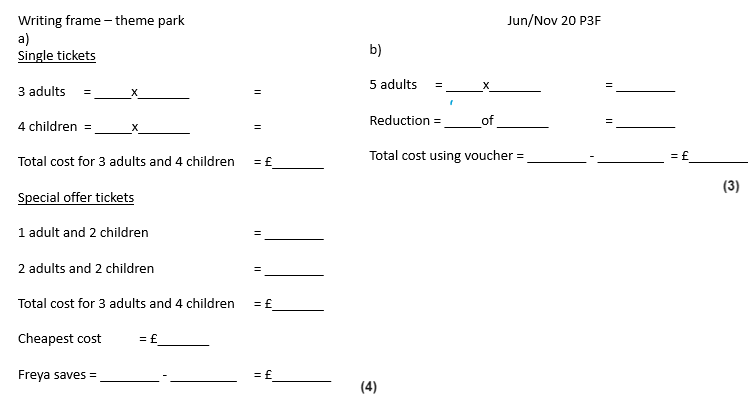 Writing frame – theme park
Jun/Nov 20 P3F
a)
Single tickets
3 adults = _____x_______ =
4 children = _____x_______ =
Total cost for 3 adults and 4 children = £_______
Special offer tickets
1 adult and 2 children = ________
2 adults and 2 children = ________
Total cost for 3 adults and 4 children = £_______
Cheapest cost = £_______
Freya saves = ________ - _________ = £________
(4)
b)
5 adults = _____x_______ = ________
Reduction = _____of _______ = ________
Total cost using voucher = ________ - _________ = £________
(3)